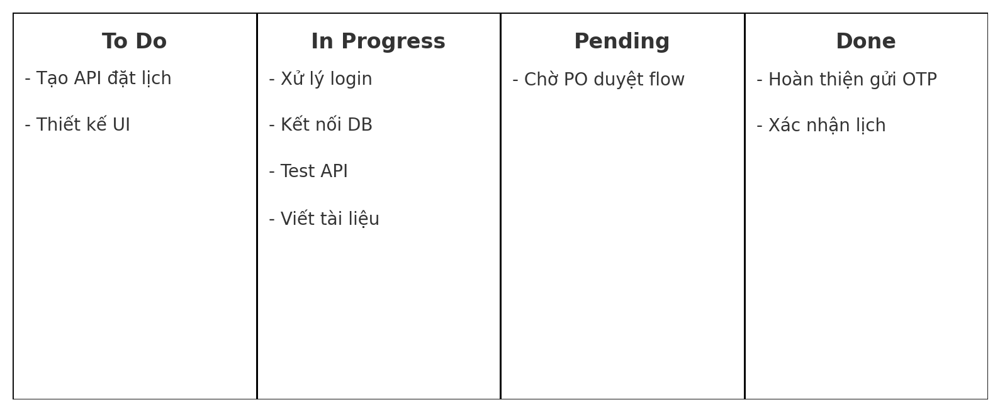 To Do
- Tạo API đặt lịch
- Thiết kế UI
In Progress
- Xử lý login
- Kết nối DB
- Test API
- Viết tài liệu
Pending
- Chờ PO duyệt flow
Done
- Hoàn thiện gửi OTP
- Xác nhận lịch